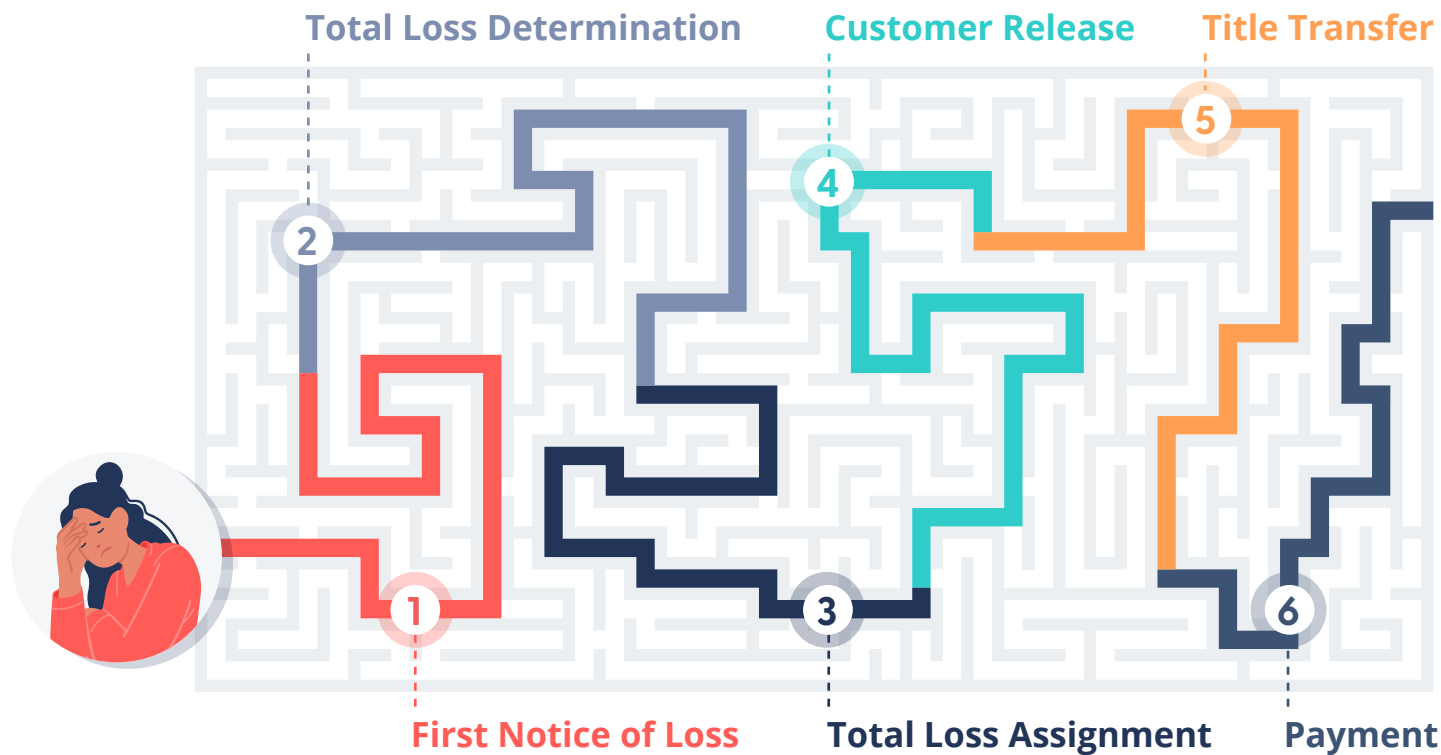 Total Loss Determination
Customer Release
Title Transfer
5
4
2
1
3
6
First Notice of Loss
Total Loss Assignment
Payment